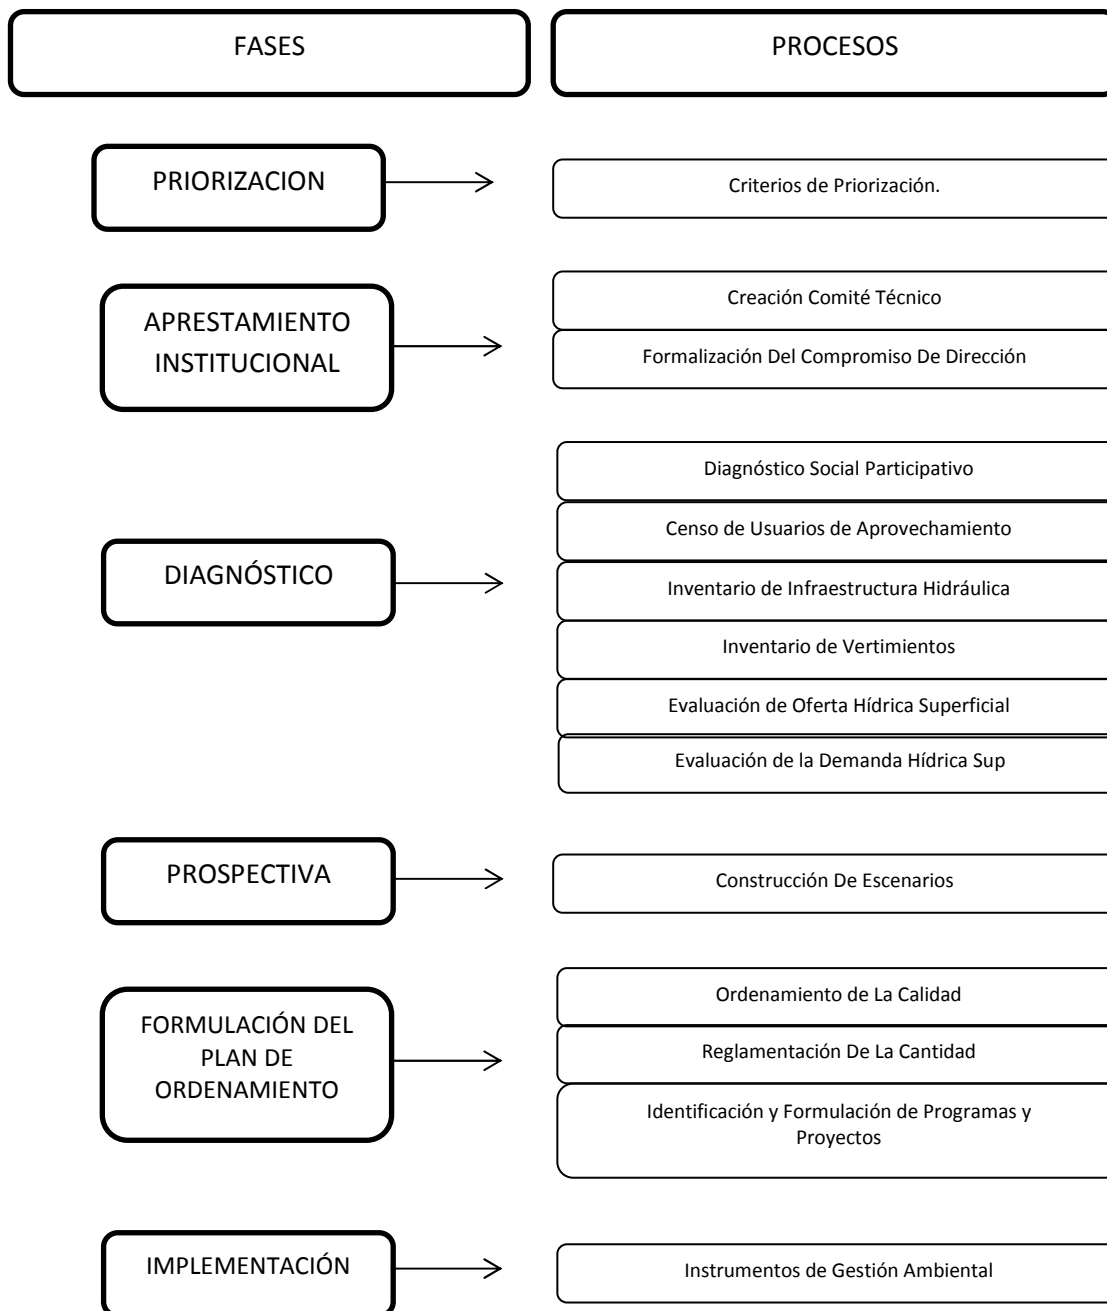 FASES
PROCESOS
PRIORIZACION
Criterios de Priorización.
APRESTAMIENTO
INSTITUCIONAL
Creación Comité Técnico
Formalización Del Compromiso De Dirección
DIAGNÓSTICO
Diagnóstico Social Participativo
Censo de Usuarios de Aprovechamiento
Inventario de Infraestructura Hidráulica
Inventario de Vertimientos
Evaluación de Oferta Hídrica Superficial
Evaluación de la Demanda Hídrica Sup
PROSPECTIVA
Construcción De Escenarios
FORMULACIÓN DEL
PLAN DE
ORDENAMIENTO
Ordenamiento de La Calidad
Reglamentación De La Cantidad
Identificación y Formulación de Programas y
Proyectos
IMPLEMENTACIÓN
Instrumentos de Gestión Ambiental